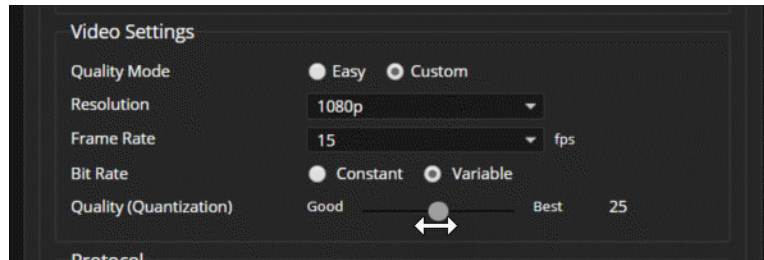 Video Settings
Quality Mode Easy Custom
Resolution 1080p
Frame Rate 15 fps
Bit Rate Constant Variable
Quality (Quantization) Good Best 25
Protocol